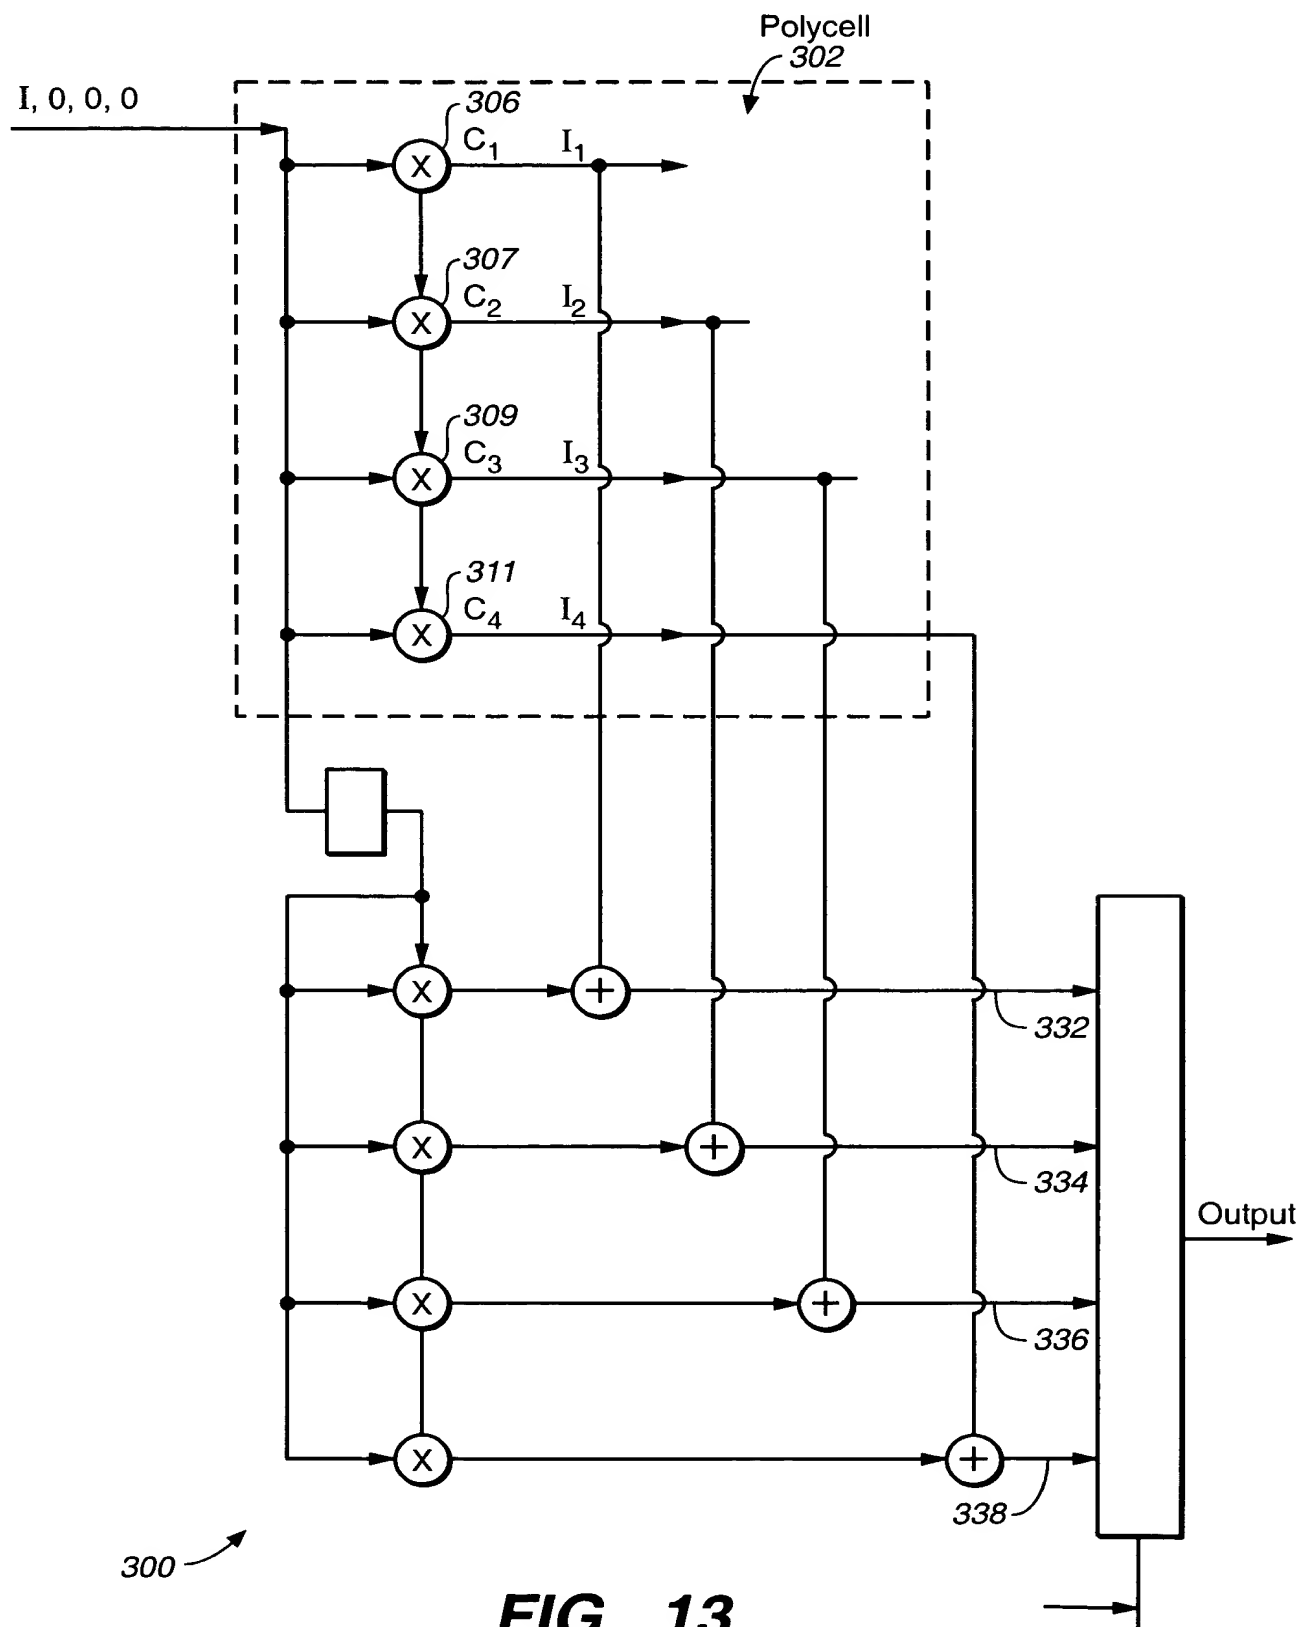 Polycell
302
I, 0, 0, 0
306
C1 I1
X
307
C2 I2
X
309
C3 I3
X
311
C4 I4
X
X
+
332
X
+
334
Output
X
+
336
X
+
338
300
FIG. 13